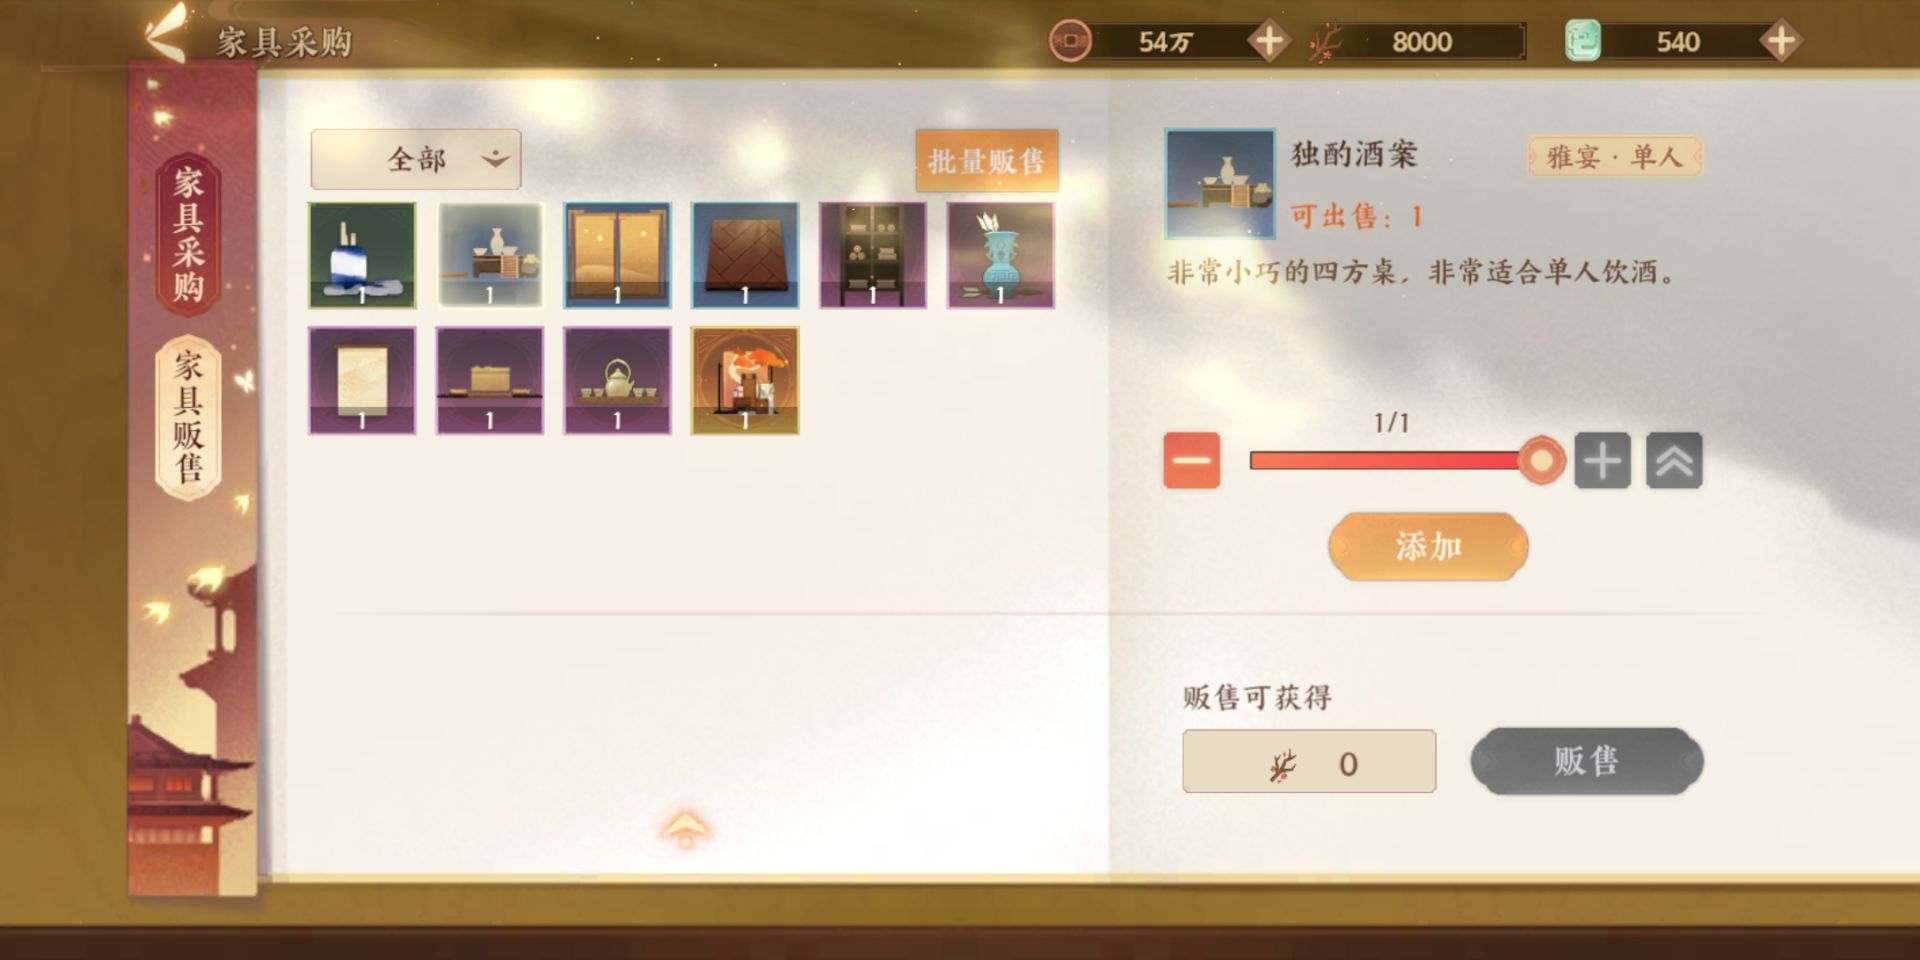 家具采购
54万
8000
540
家具采购
家具贩售
全部
批量贩售
1
1
1
1
1
1
1
1
1
1
独酌酒案
雅宴·单人
可出售：1
非常小巧的四方桌，非常适合单人饮酒。
1/1
添加
贩售可获得
0
贩售